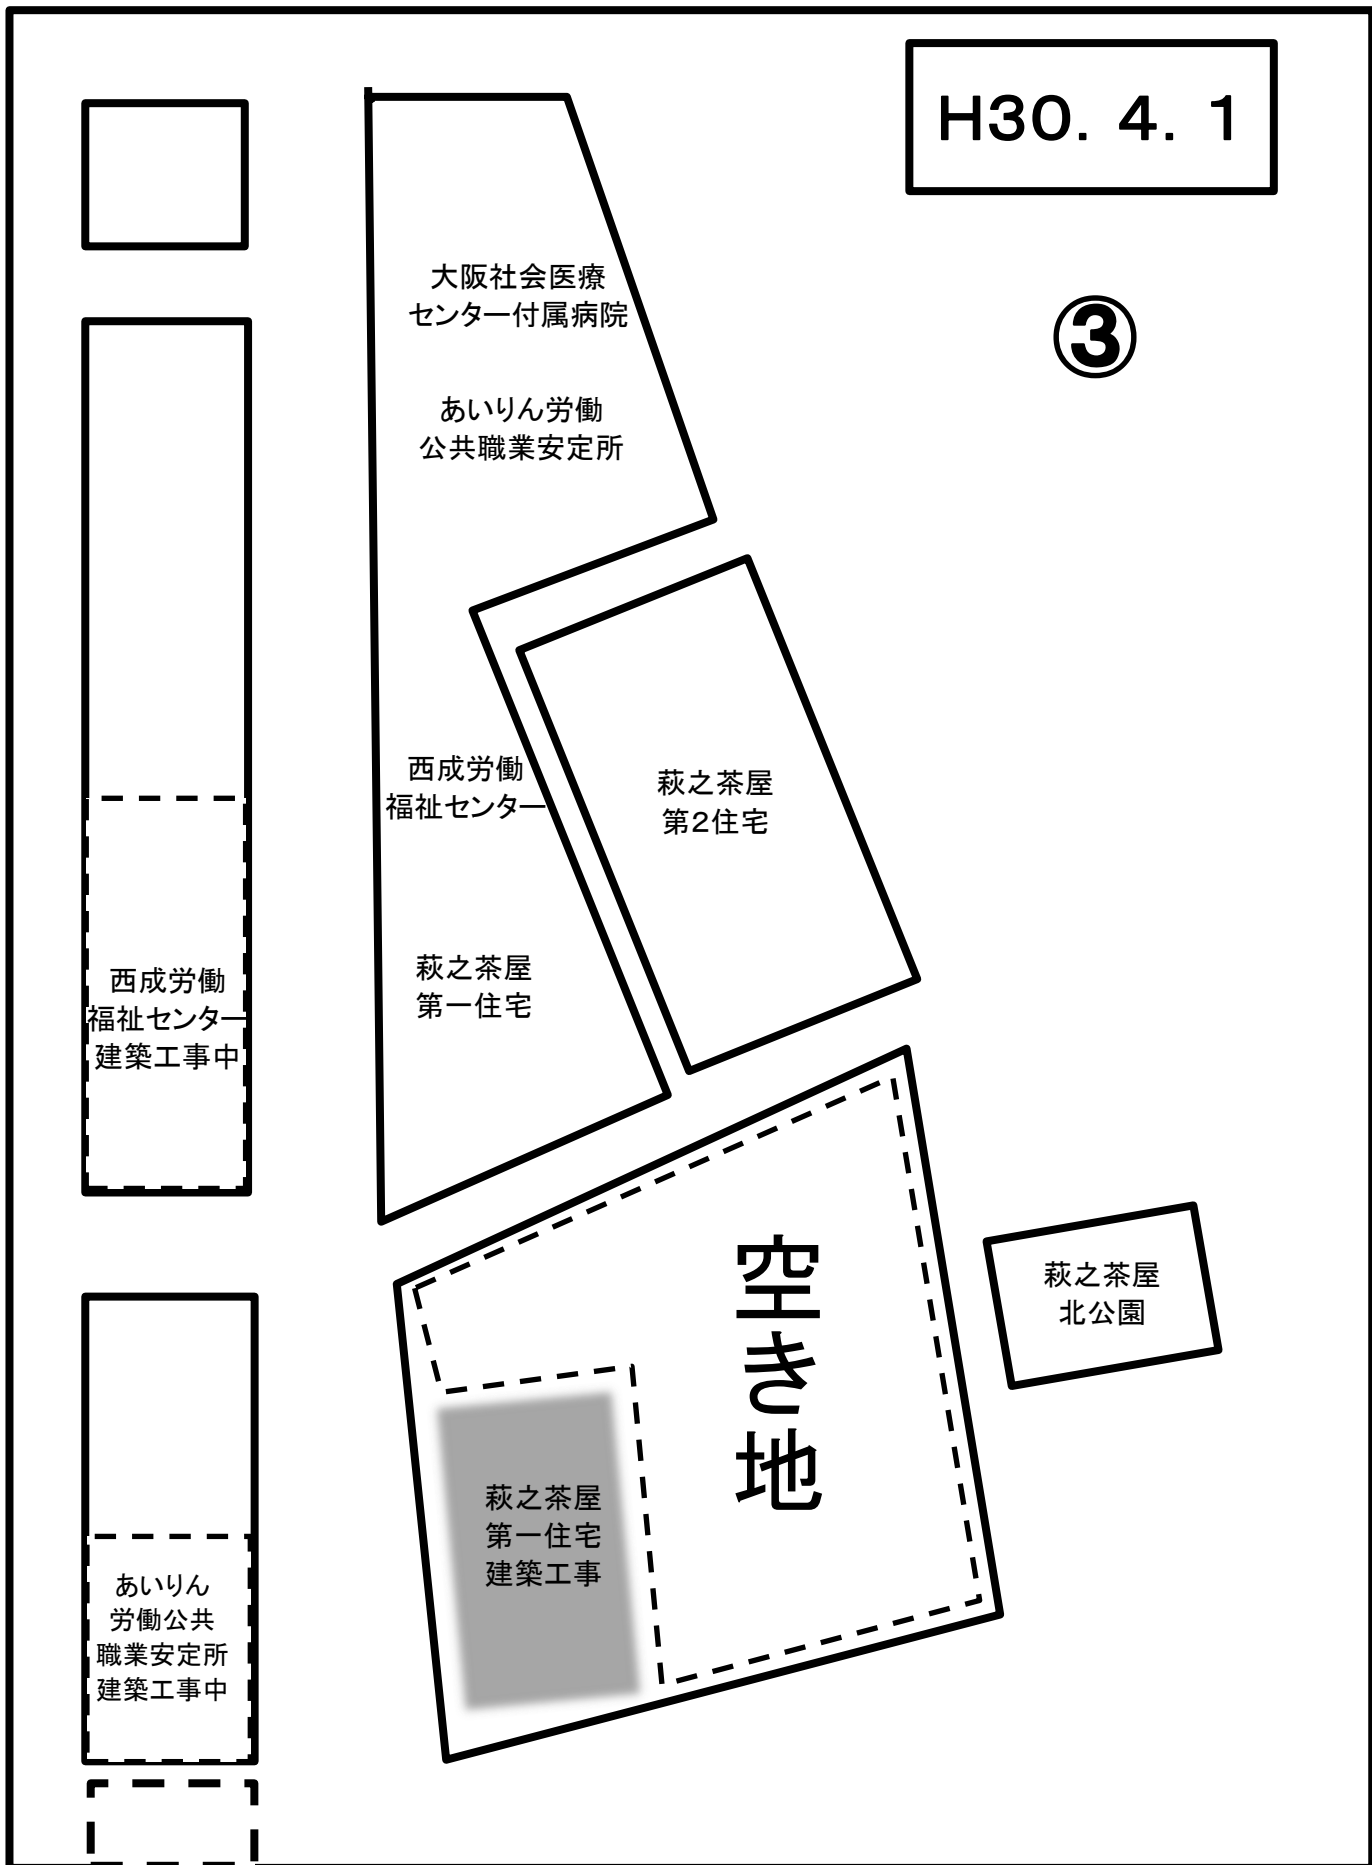 H30. 4. 1
③
大阪社会医療
センター付属病院
あいりん労働
公共職業安定所
西成労働
福祉センター
萩之茶屋
第2住宅
萩之茶屋
第一住宅
西成労働
福祉センター
建築工事中
空き地
萩之茶屋
北公園
萩之茶屋
第一住宅
建築工事
あいりん
労働公共
職業安定所
建築工事中